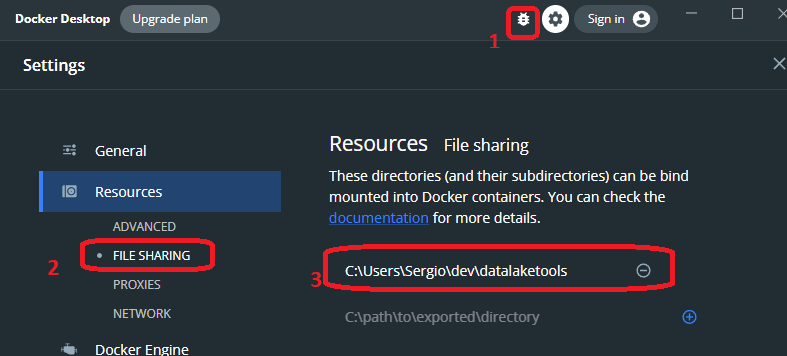 Docker Desktop Upgrade plan Sign in
1
Settings
General
Resources
ADVANCED
2 FILE SHARING
PROXIES
NETWORK
Docker Engine
Resources File sharing
These directories (and their subdirectories) can be bind
mounted into Docker containers. You can check the
documentation for more details.
3 C:\Users\Sergio\dev\datalaketools
C:\path\to\exported\directory